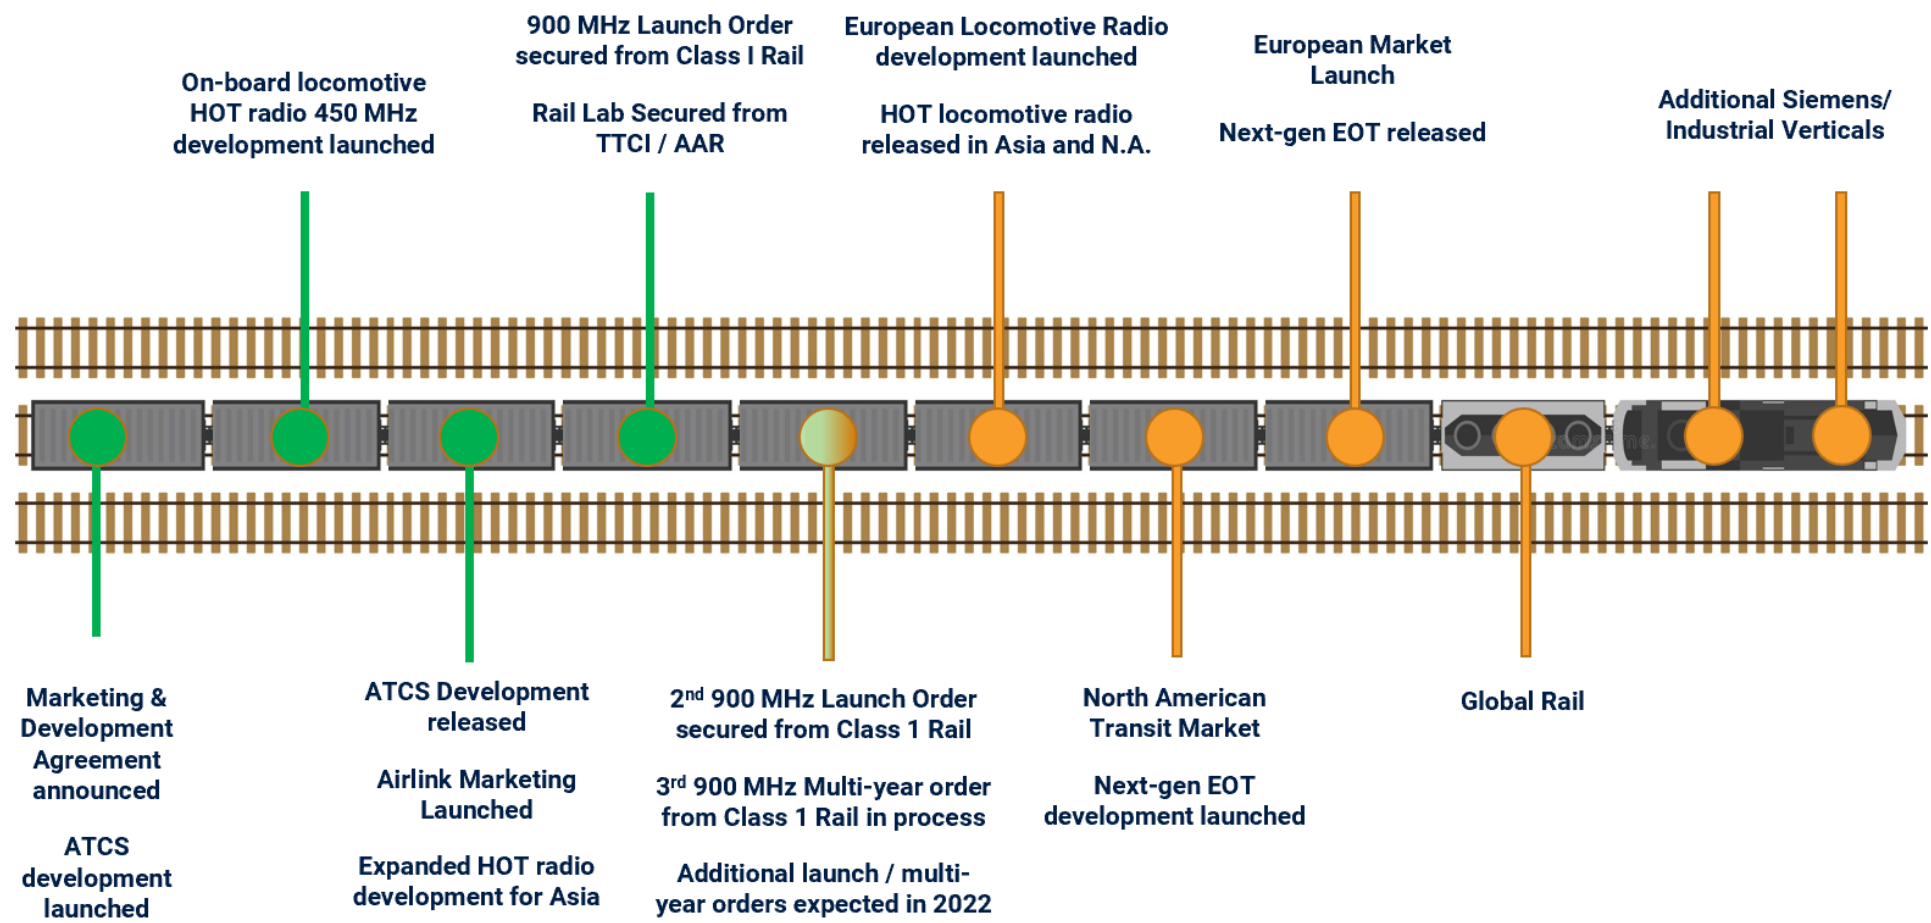 On-board locomotive
HOT radio 450 MHz
development launched
900 MHz Launch Order
secured from Class I Rail
Rail Lab Secured from
TTCI / AAR
European Locomotive Radio
development launched
HOT locomotive radio
released in Asia and N.A.
European Market
Launch
Next-gen EOT released
Additional Siemens/
Industrial Verticals
Marketing &
Development
Agreement
announced
ATCS
development
launched
ATCS Development
released
Airlink Marketing
Launched
Expanded HOT radio
development for Asia
2nd 900 MHz Launch Order
secured from Class 1 Rail
3rd 900 MHz Multi-year order
from Class 1 Rail in process
Additional launch / multi-
year orders expected in 2022
North American
Transit Market
Next-gen EOT
development launched
Global Rail